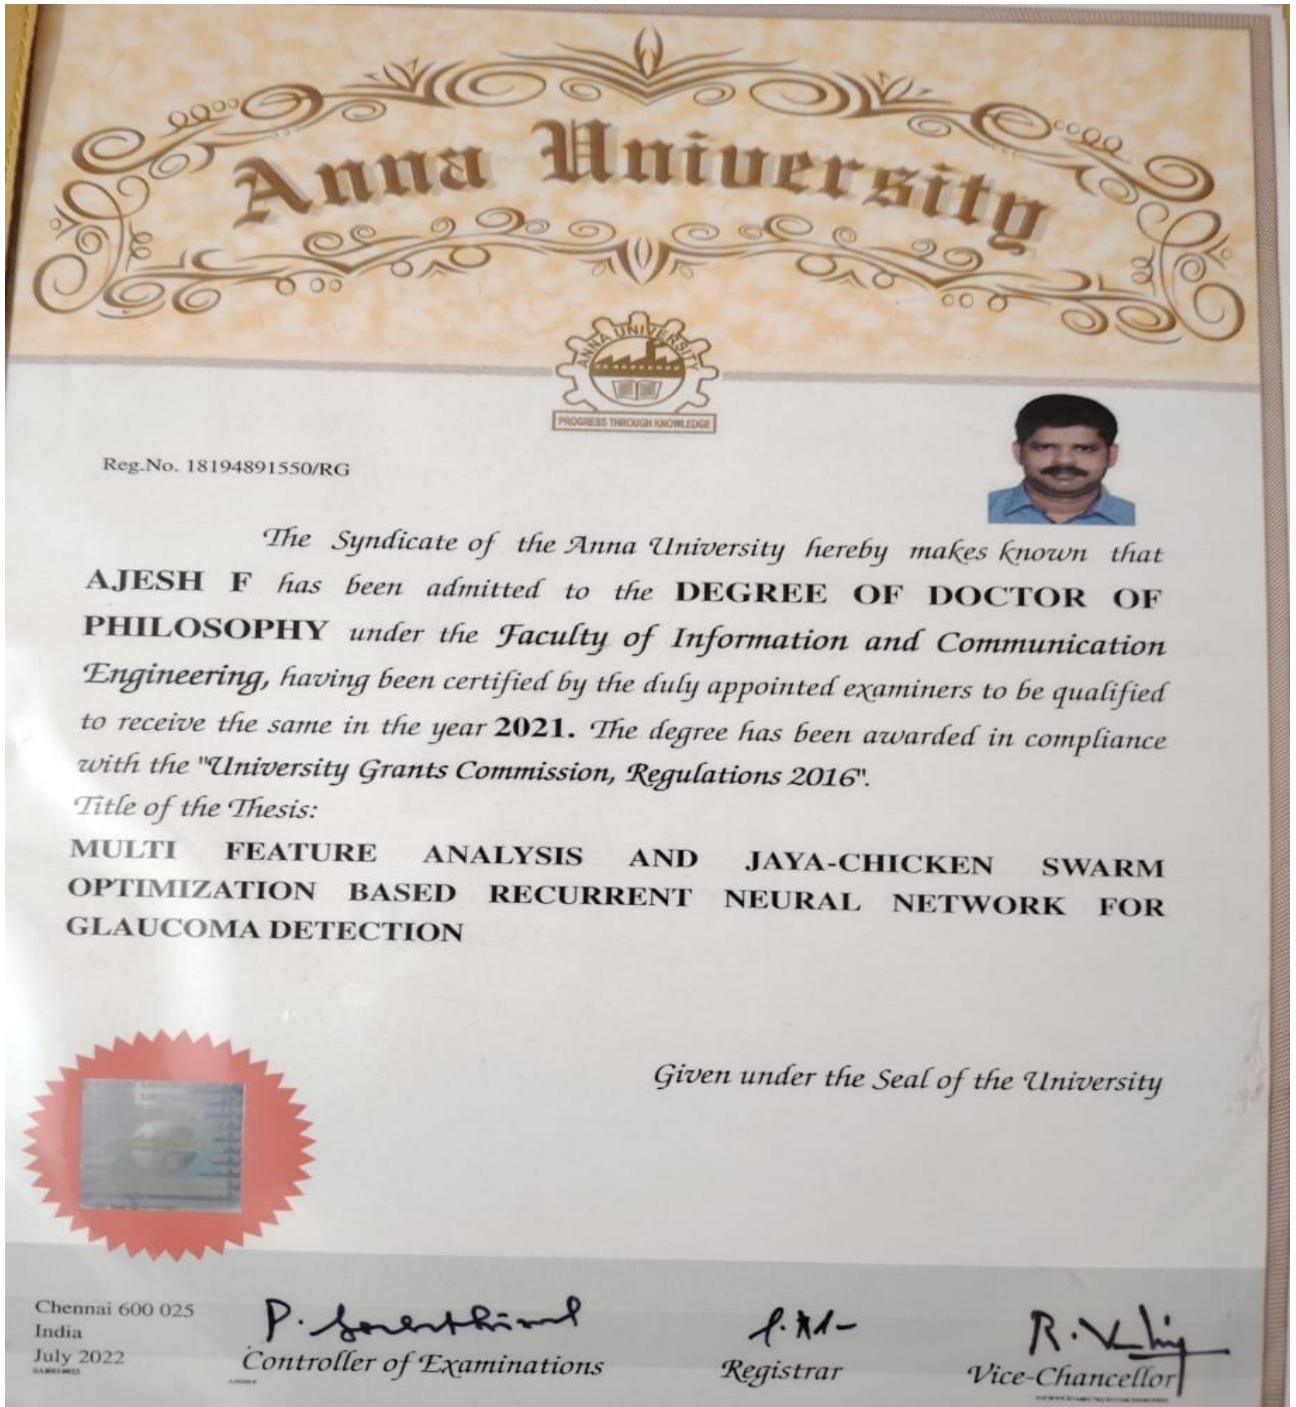 Anna University
ANNA UNIVERSITY
PROGRESS THROUGH KNOWLEDGE
Reg.No. 18194891550/RG
The Syndicate of the Anna University hereby makes known that
AJESH F has been admitted to the DEGREE OF DOCTOR OF
PHILOSOPHY under the Faculty of Information and Communication
Engineering, having been certified by the duly appointed examiners to be qualified
to receive the same in the year 2021. The degree has been awarded in compliance
with the "University Grants Commission, Regulations 2016".
Title of the Thesis:
MULTI FEATURE ANALYSIS AND JAYA-CHICKEN SWARM
OPTIMIZATION BASED RECURRENT NEURAL NETWORK FOR
GLAUCOMA DETECTION
Given under the Seal of the University
Chennai 600 025
India
July 2022
P.
Controller of Examinations
Registrar
R.
Vice-Chancellor